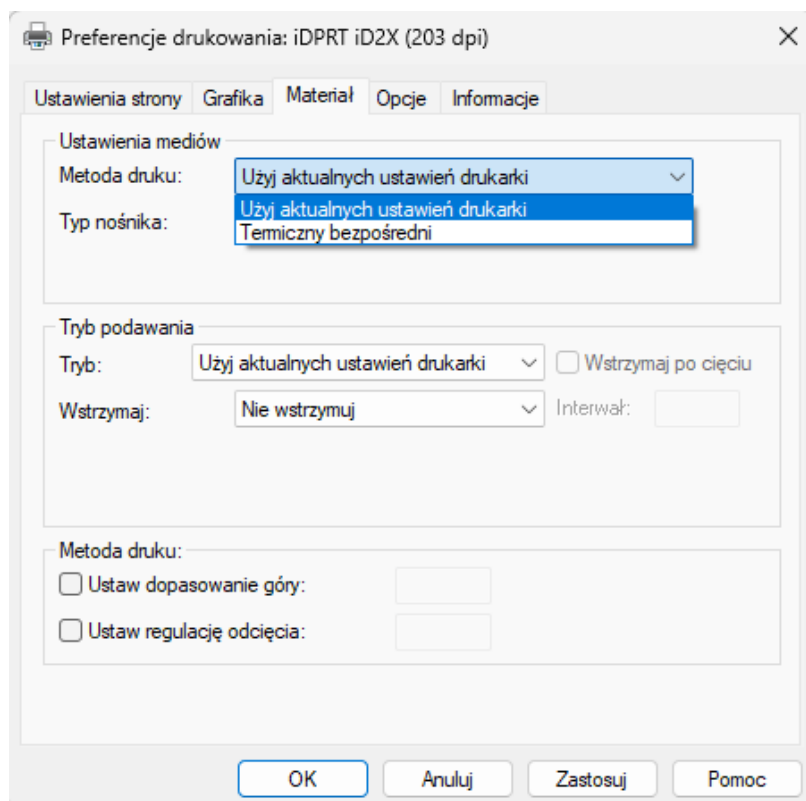 Preferencje drukowania: iDPRT iD2X (203 dpi)
Ustawienia strony Grafika Materiał Opcje Informacje
Ustawienia mediów
Metoda druku: Użyj aktualnych ustawień drukarki
Użyj aktualnych ustawień drukarki
Typ nośnika:
Termiczny bezpośredni
Tryb podawania
Tryb: Użyj aktualnych ustawień drukarki Wstrzymaj po cięciu
Wstrzymaj: Nie wstrzymuj Interwał:
Metoda druku:
Ustaw dopasowanie góry:
Ustaw regulację odcięcia:
OK Anuluj Zastosuj Pomoc